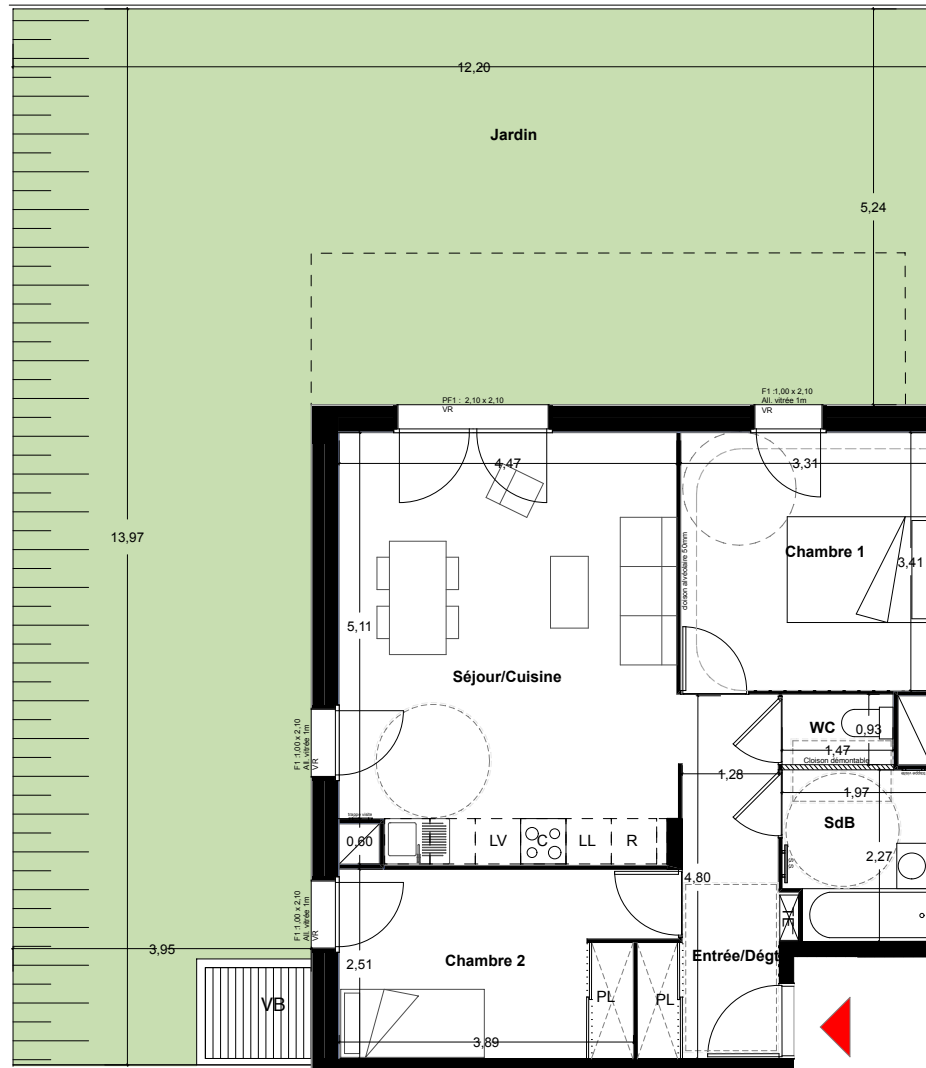 12,20
Jardin
5,24
PF1 : 2,10 x 2,10
VR
F1 :1,00 x 2,10
All. vitrée 1m
VR
4,47
3,31
13,97
cloison alvéolaire 50mm
Chambre 1
3,41
5,11
Séjour/Cuisine
F1 :1,00 x 2,10
All. vitrée 1m
VR
WC
0,93
1,47
Cloison démontable
1,28
1,97
SdB
0,60
LV
C
LL
R
2,27
4,80
F1 :1,00 x 2,10
All. vitrée 1m
VR
TE
3,95
2,51
Chambre 2
Entrée/Dégt
VB
PL
PL
3,89